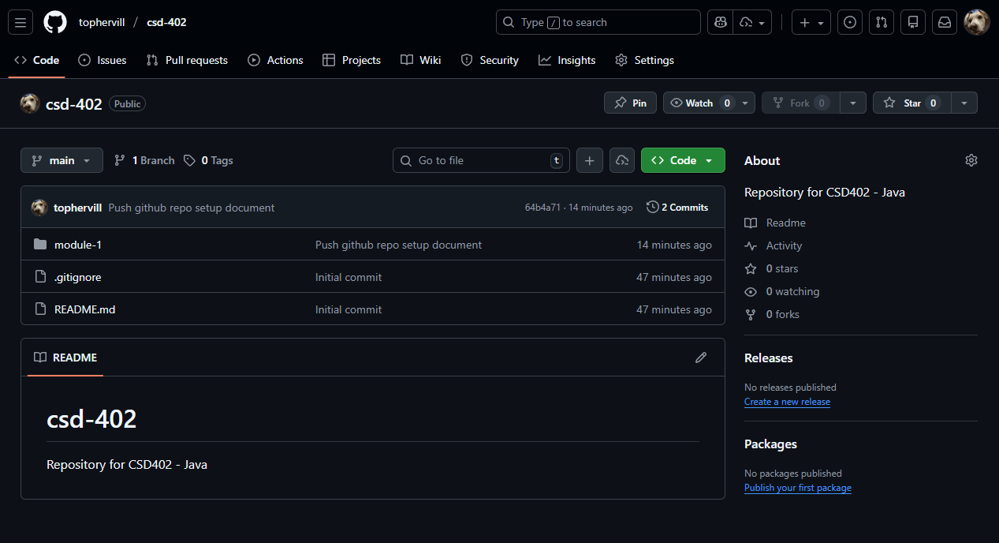 tophervill / csd-402
Type / to search
Code Issues Pull requests Actions Projects Wiki Security Insights Settings
csd-402 Public
Pin Watch 0 Fork 0 Star 0
main 1 Branch 0 Tags
Go to file t
Code
tophervill Push github repo setup document 64b4a71 · 14 minutes ago 2 Commits
module-1 Push github repo setup document 14 minutes ago
.gitignore Initial commit 47 minutes ago
README.md Initial commit 47 minutes ago
README
csd-402
Repository for CSD402 - Java
About
Repository for CSD402 - Java
Readme
Activity
0 stars
0 watching
0 forks
Releases
No releases published
Create a new release
Packages
No packages published
Publish your first package